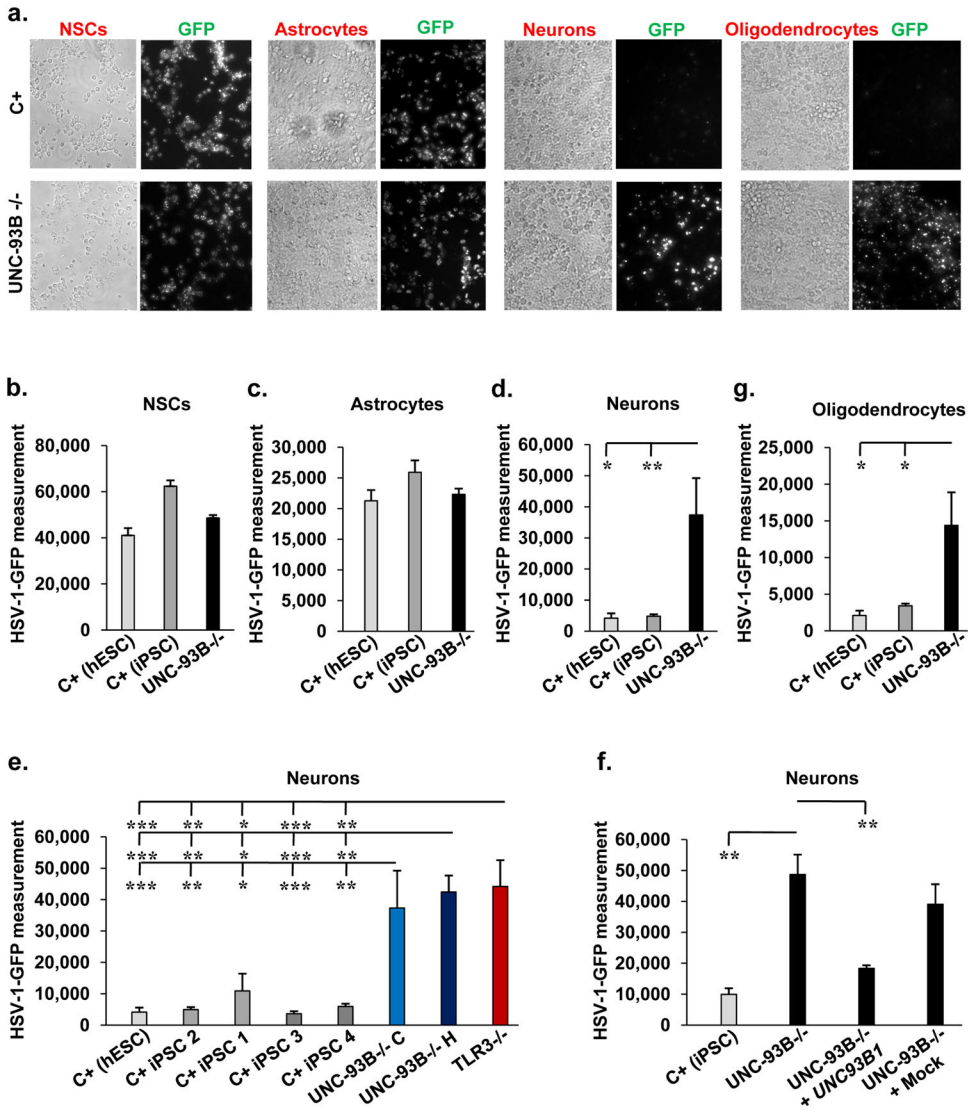 a.
NSCs GFP Astrocytes GFP Neurons GFP Oligodendrocytes GFP
C+
UNC-93B -/-
b.
NSCs
HSV-1-GFP measurement
80,000
60,000
40,000
20,000
0
C+ (hESC)
C+ (iPSC)
UNC-93B-/-
c.
Astrocytes
HSV-1-GFP measurement
30,000
25,000
20,000
15,000
10,000
5,000
0
C+ (hESC)
C+ (iPSC)
UNC-93B-/-
d.
Neurons
HSV-1-GFP measurement
60,000
50,000
40,000
30,000
20,000
10,000
0
* **
C+ (hESC)
C+ (iPSC)
UNC-93B-/-
g.
Oligodendrocytes
HSV-1-GFP measurement
25,000
20,000
15,000
10,000
5,000
0
* *
C+ (hESC)
C+ (iPSC)
UNC-93B-/-
e.
Neurons
HSV-1-GFP measurement
60,000
50,000
40,000
30,000
20,000
10,000
0
*** ** * *** **
*** ** * *** **
*** ** * *** **
C+ (hESC)
C+ iPSC 2
C+ iPSC 1
C+ iPSC 3
C+ iPSC 4
UNC-93B-/- C
UNC-93B-/- H
TLR3-/-
f.
Neurons
HSV-1-GFP measurement
60,000
50,000
40,000
30,000
20,000
10,000
0
** **
C+ (iPSC)
UNC-93B-/-
UNC-93B-/-
+ UNC93B1
UNC-93B-/-
+ Mock